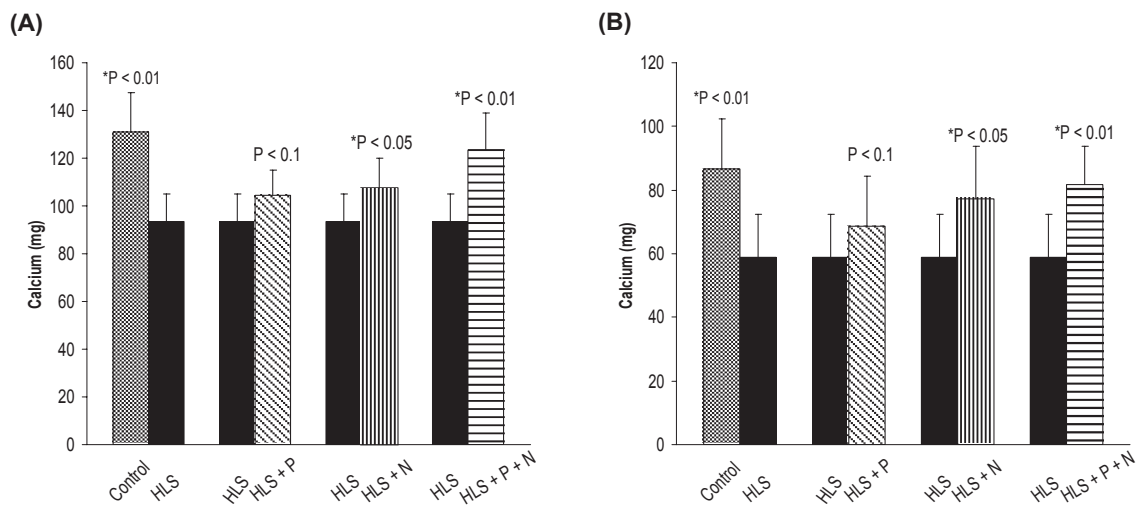 (A)
Calcium (mg)
160
140
120
100
80
60
40
20
0
*P < 0.01
P < 0.1
*P < 0.05
*P < 0.01
Control
HLS
HLS
HLS + P
HLS
HLS + N
HLS
HLS + P + N
(B)
Calcium (mg)
120
100
80
60
40
20
0
*P < 0.01
P < 0.1
*P < 0.05
*P < 0.01
Control
HLS
HLS
HLS + P
HLS
HLS + N
HLS
HLS + P + N